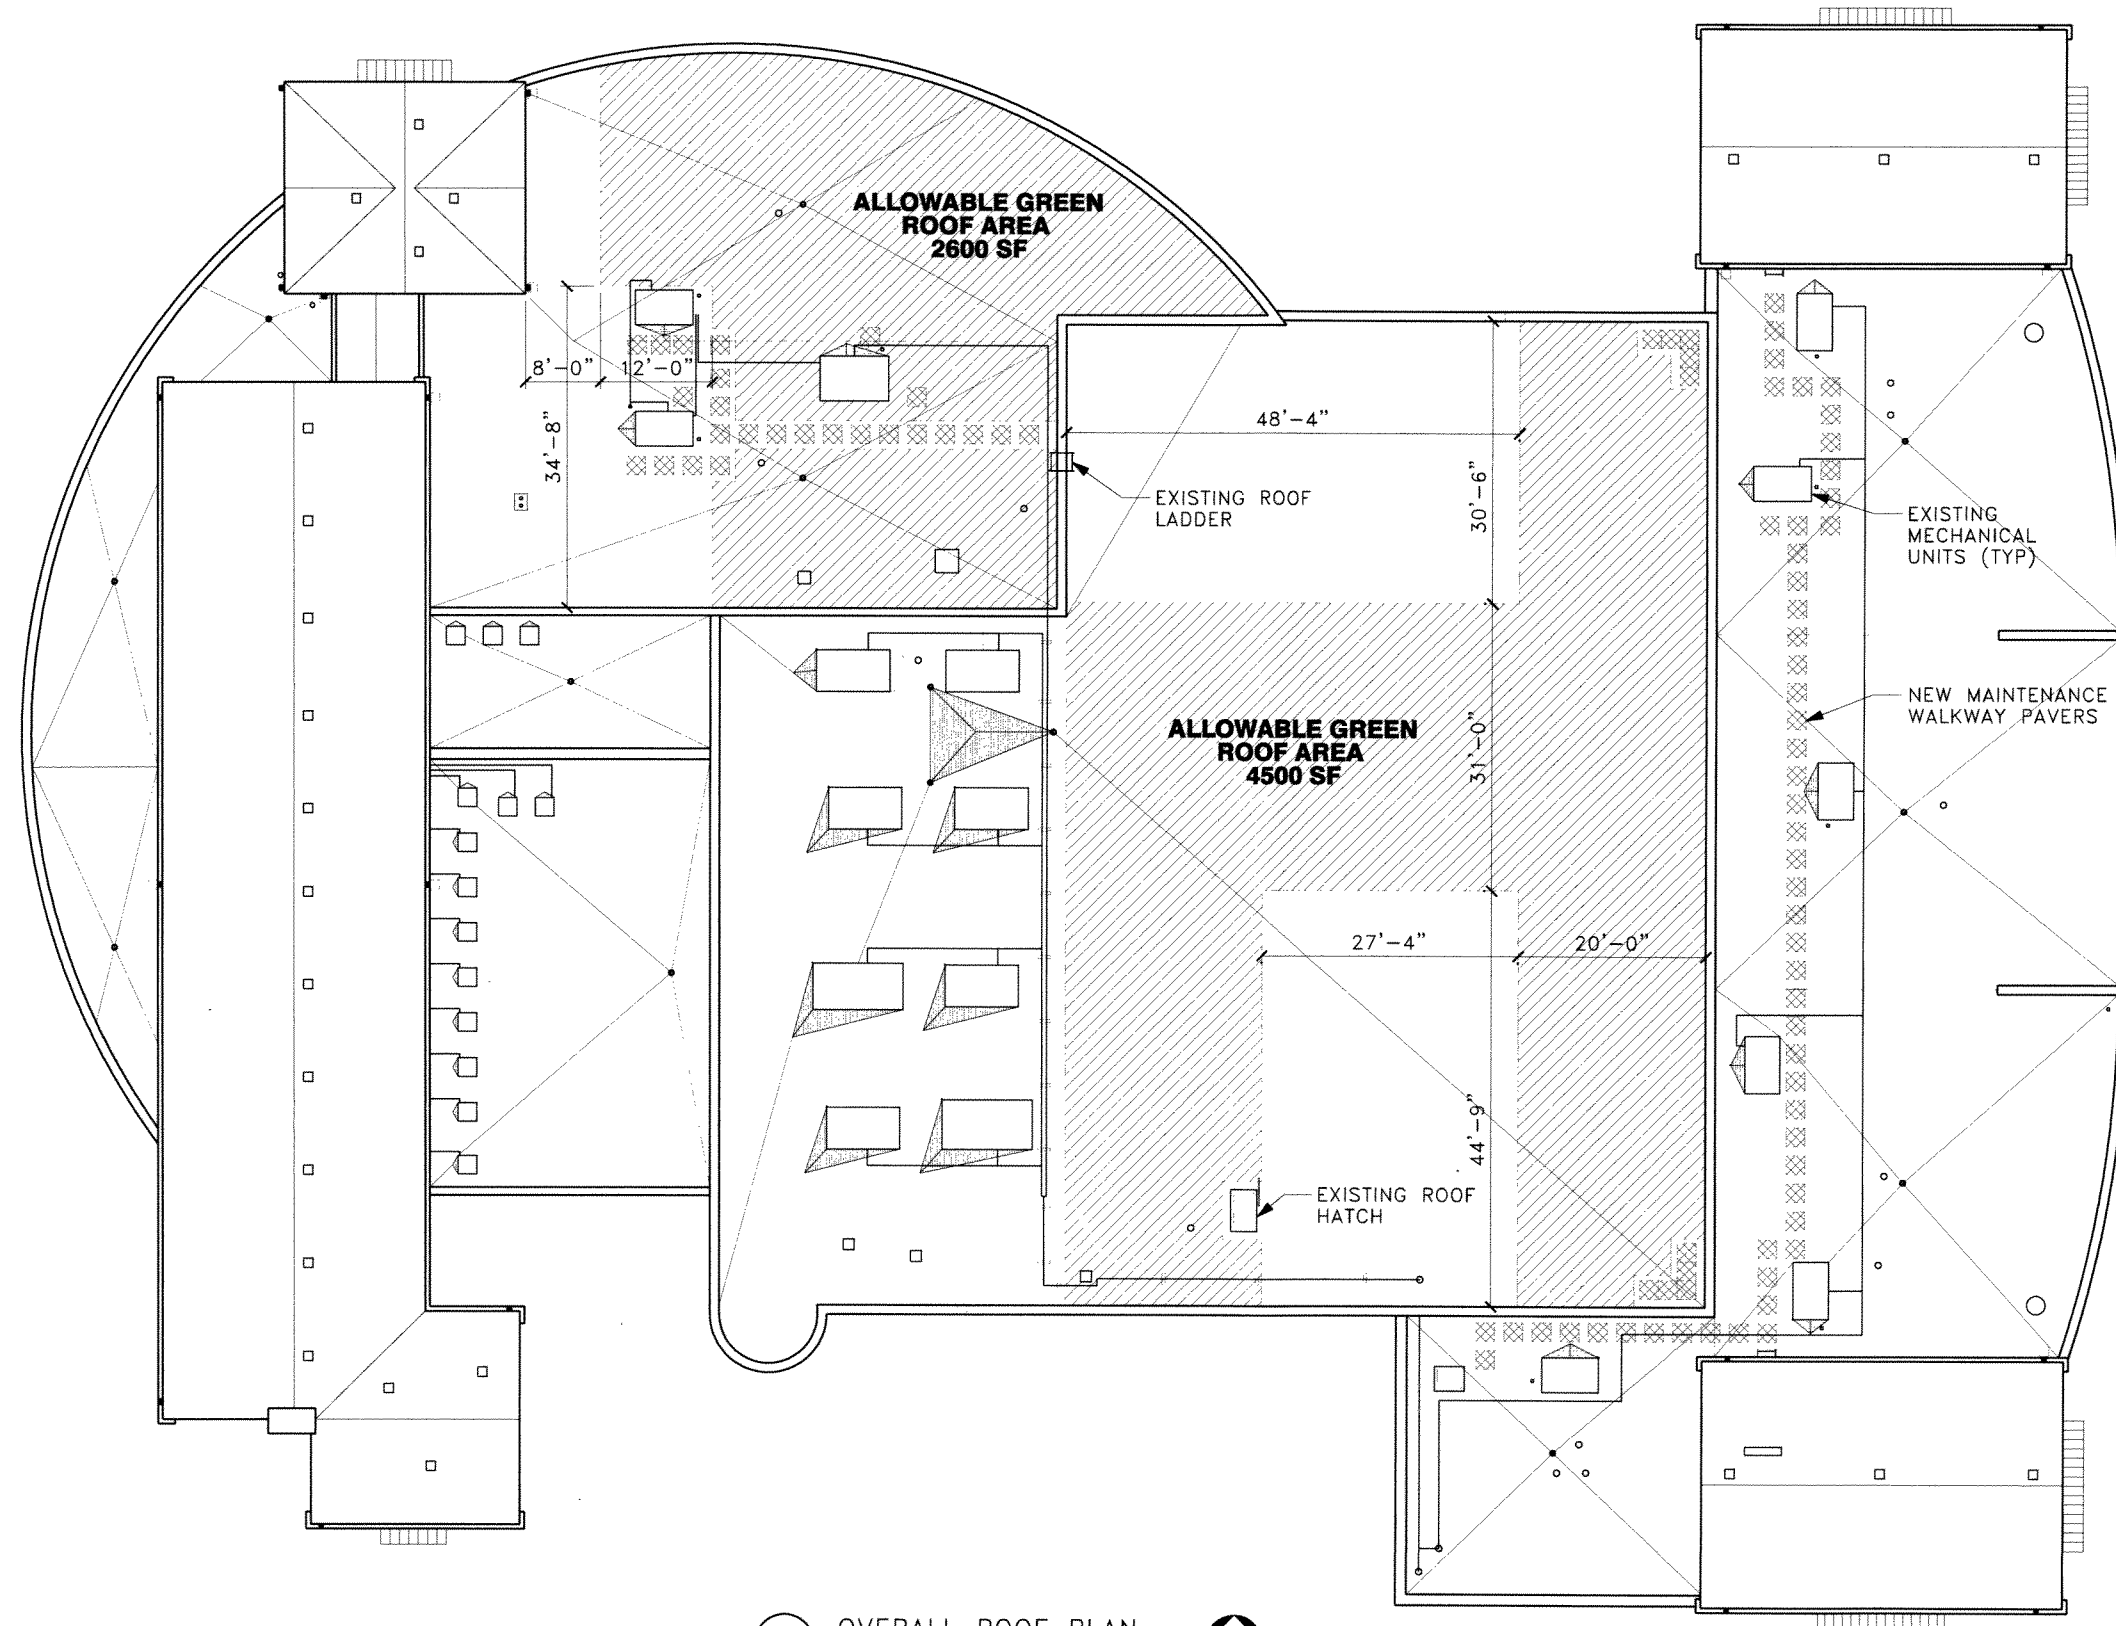 ALLOWABLE GREEN
ROOF AREA
2600 SF
8'-0"
12'-0"
34'-8"
48'-4"
30'-6"
EXISTING ROOF
LADDER
EXISTING
MECHANICAL
UNITS (TYP)
NEW MAINTENANCE
WALKWAY PAVERS
ALLOWABLE GREEN
ROOF AREA
4500 SF
31'-0"
27'-4"
20'-0"
44'-9"
EXISTING ROOF
HATCH
OVERALL ROOF PLAN